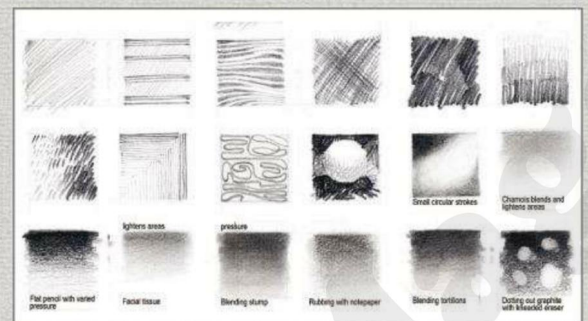 Small circular strokes
Chamois blends and
lightens areas
lightens areas
pressure
Flat pencil with varied
pressure
Facial tissue
Blending stump
Rubbing with notepaper
Blending tortillons
Dotting out graphite
with kneaded eraser